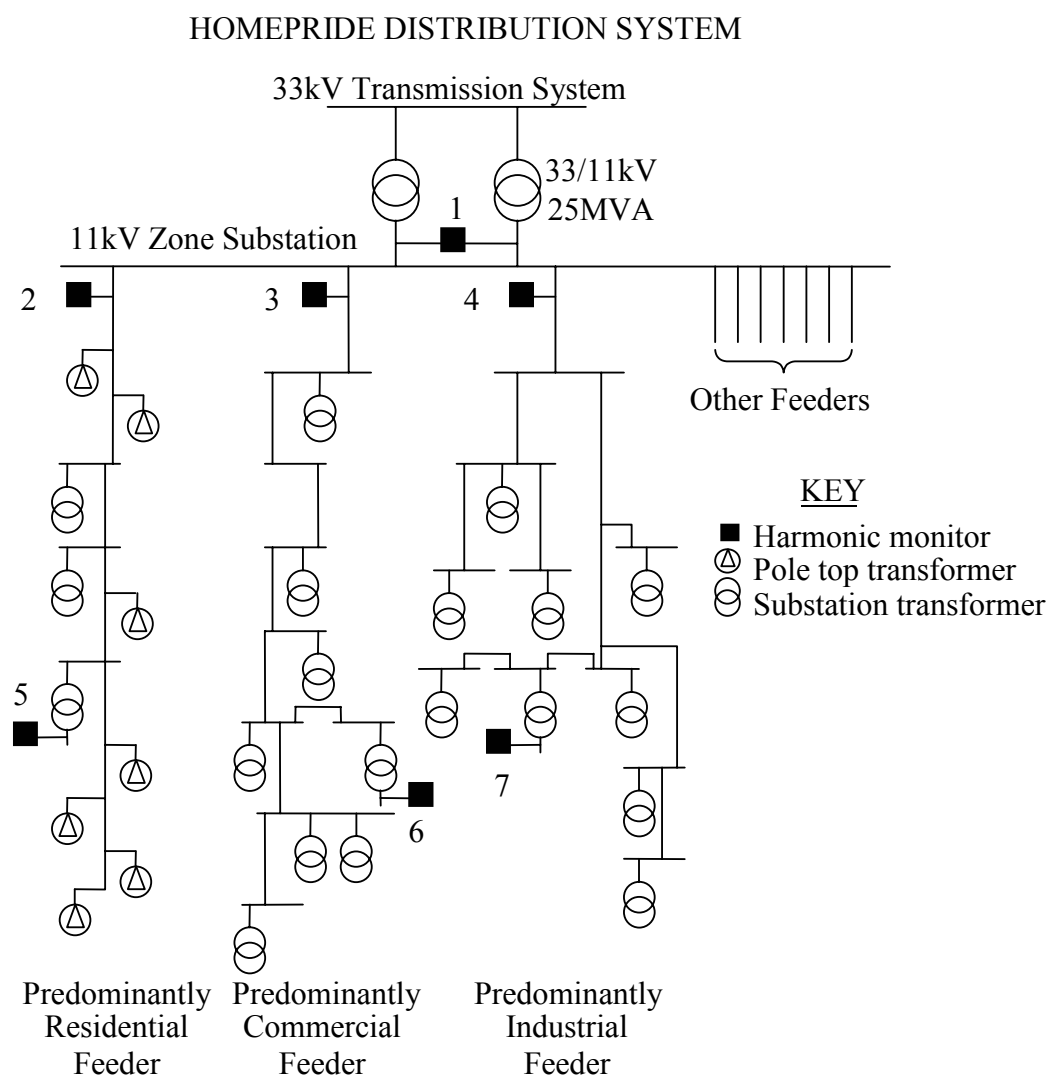 HOMEPRIDE DISTRIBUTION SYSTEM
33kV Transmission System
33/11kV
25MVA
1
11kV Zone Substation
2
3
4
Other Feeders
KEY
Harmonic monitor
Pole top transformer
Substation transformer
5
7
6
Predominantly
Residential
Feeder
Predominantly
Commercial
Feeder
Predominantly
Industrial
Feeder